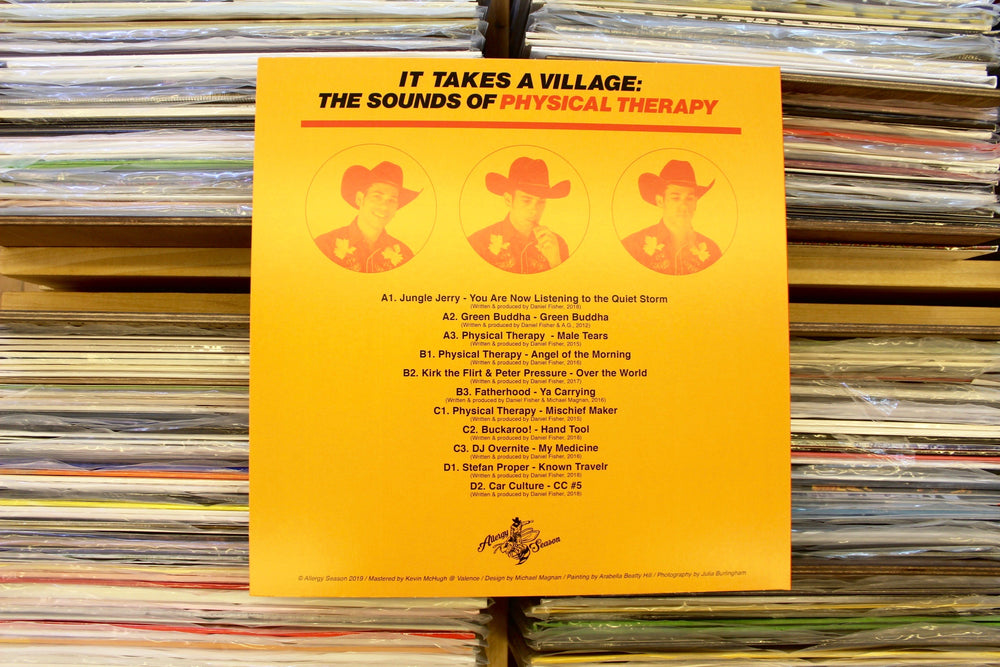 IT TAKES A VILLAGE:
THE SOUNDS OF PHYSICAL THERAPY
A1. Jungle Jerry - You Are Now Listening to the Quiet Storm
(Written & produced by Daniel Fisher, 2018)
A2. Green Buddha - Green Buddha
(Written & produced by Daniel Fisher & A.G., 2012)
A3. Physical Therapy - Male Tears
(Written & produced by Daniel Fisher, 2015)
B1. Physical Therapy - Angel of the Morning
(Written & produced by Daniel Fisher, 2016)
B2. Kirk the Flirt & Peter Pressure - Over the World
(Written & produced by Daniel Fisher, 2017)
B3. Fatherhood - Ya Carrying
(Written & produced by Daniel Fisher & Michael Magnan, 2016)
C1. Physical Therapy - Mischief Maker
(Written & produced by Daniel Fisher, 2015)
C2. Buckaroo! - Hand Tool
(Written & produced by Daniel Fisher, 2018)
C3. DJ Overnite - My Medicine
(Written & produced by Daniel Fisher, 2016)
D1. Stefan Proper - Known Travelr
(Written & produced by Daniel Fisher, 2018)
D2. Car Culture - CC #5
(Written & produced by Daniel Fisher, 2018)
Allergy Season
© Allergy Season 2019 / Mastered by Kevin McHugh @ Valence / Design by Michael Magnan / Painting by Arabella Beatty Hill / Photography by Julia Burlingham